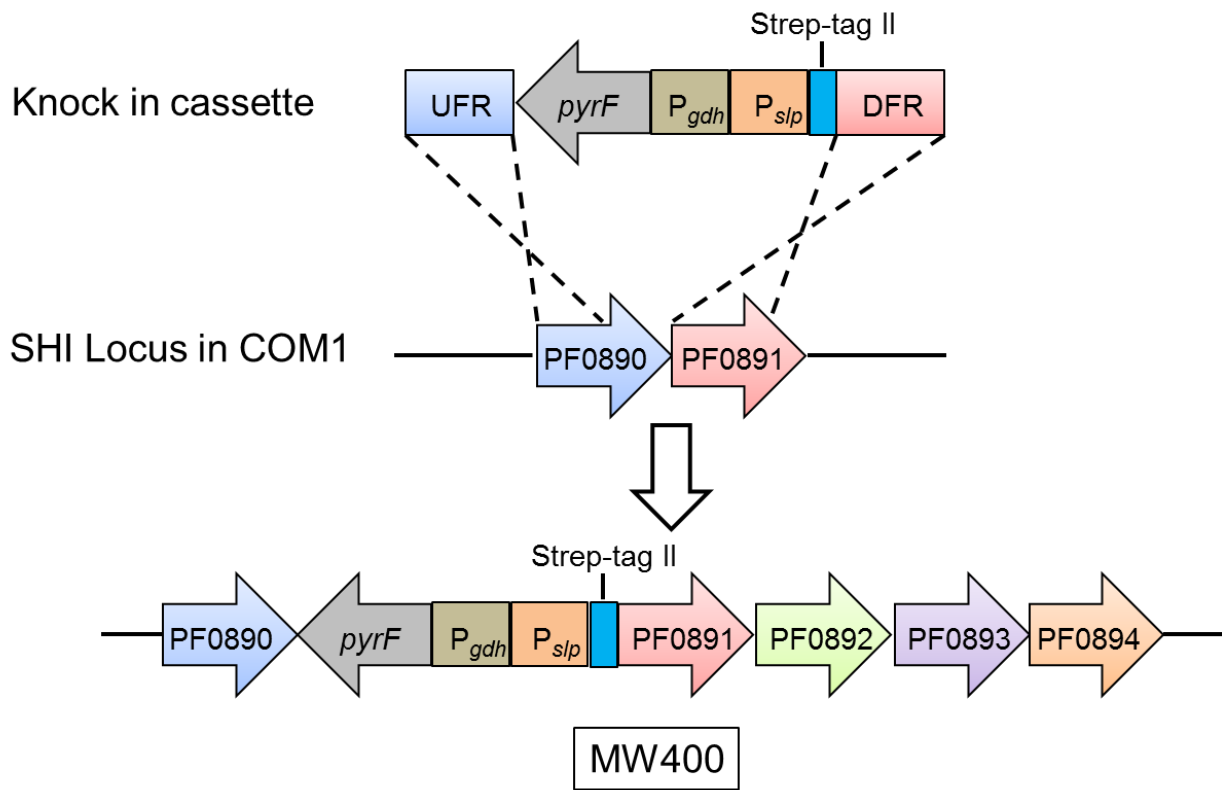 Strep-tag II
Knock in cassette
UFR pyrF Pgdh Pslp DFR
SHI Locus in COM1
PF0890 PF0891
Strep-tag II
PF0890 pyrF Pgdh Pslp PF0891 PF0892 PF0893 PF0894
MW400